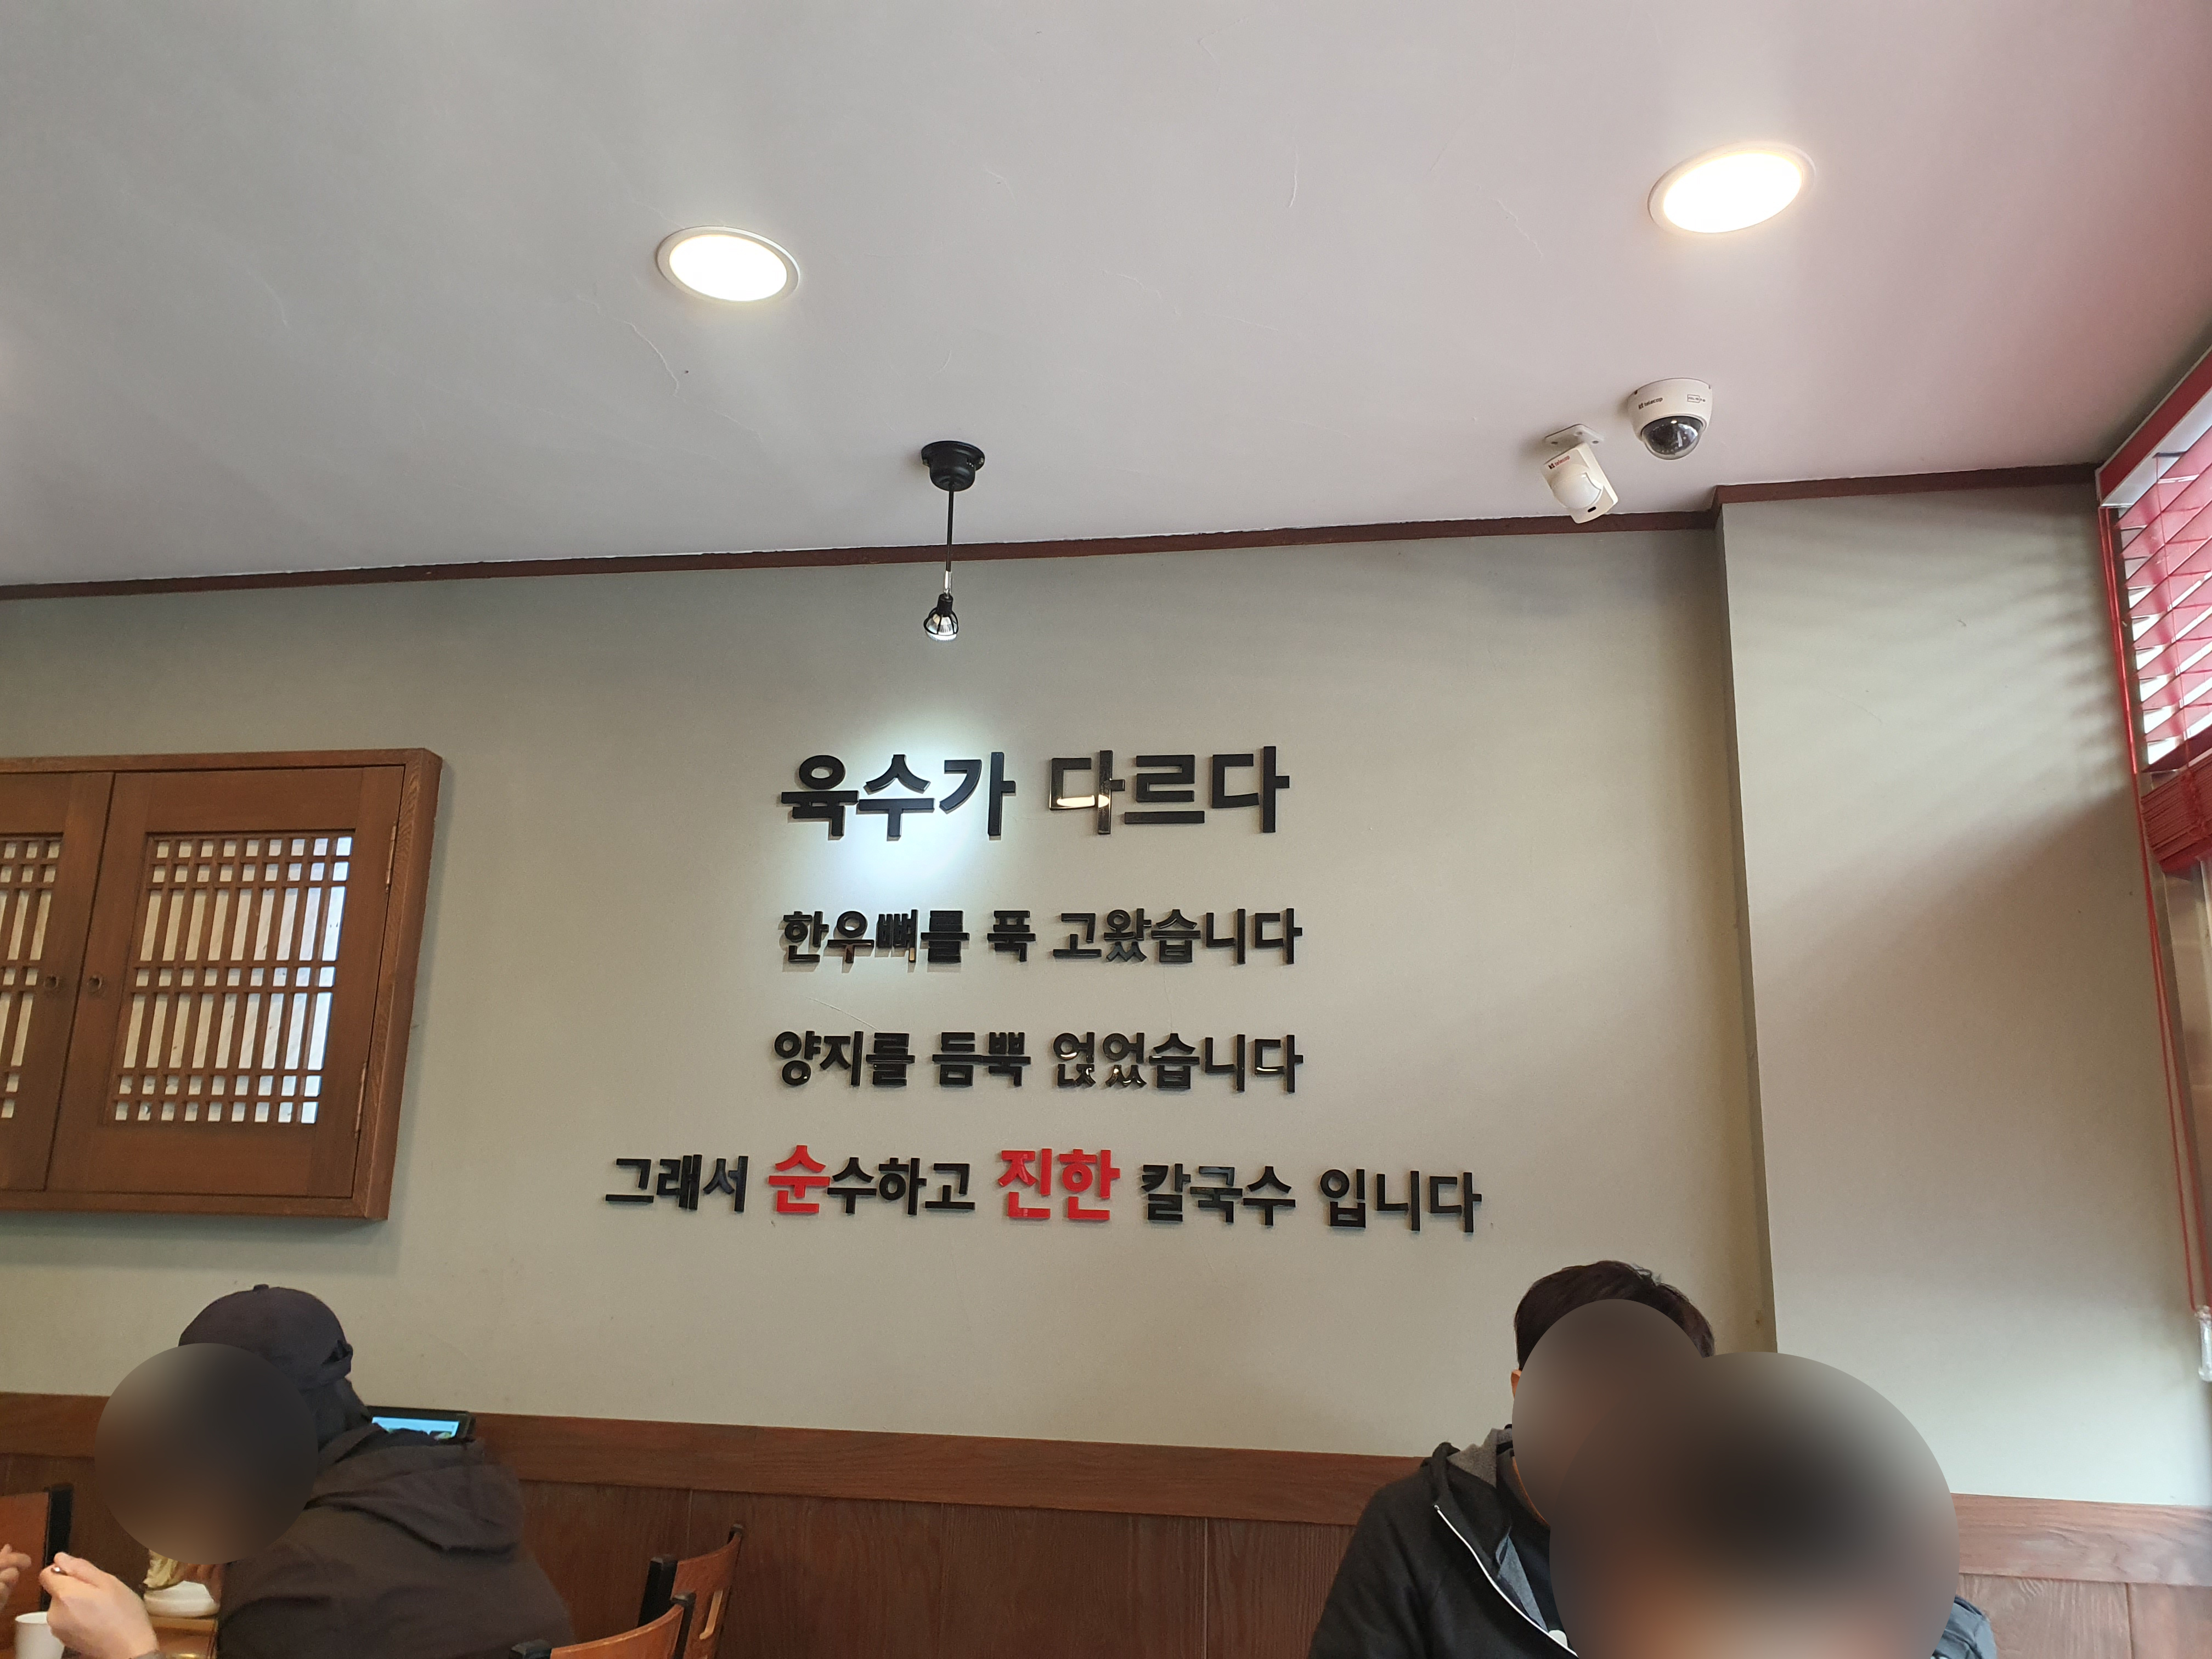 육수가 다르다
한우뼈를 푹 고왔습니다
양지를 듬뿍 얹었습니다
그래서 순수하고 진한 칼국수 입니다